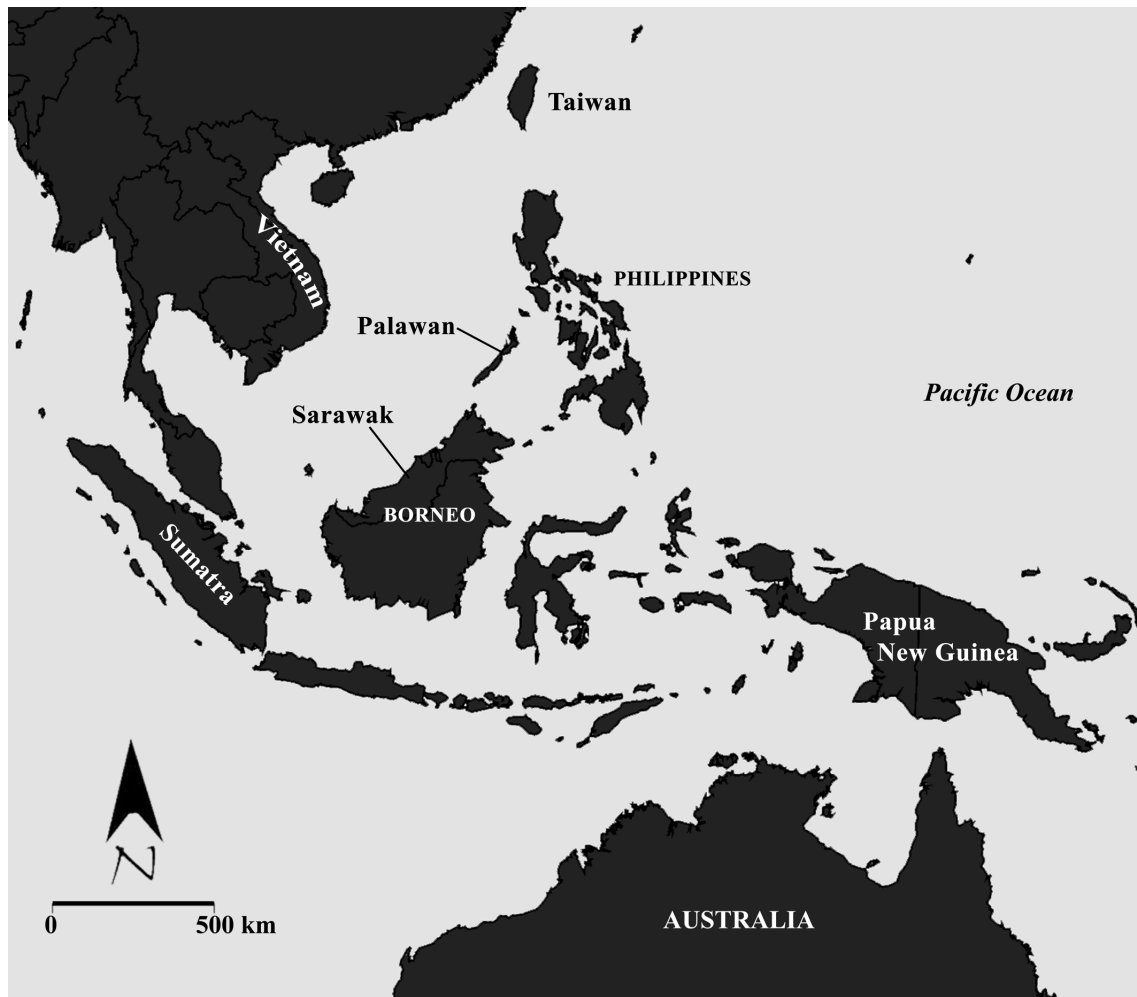 Taiwan
Vietnam
PHILIPPINES
Palawan
Pacific Ocean
Sarawak
BORNEO
Sumatra
Papua
New Guinea
N
0
500 km
AUSTRALIA